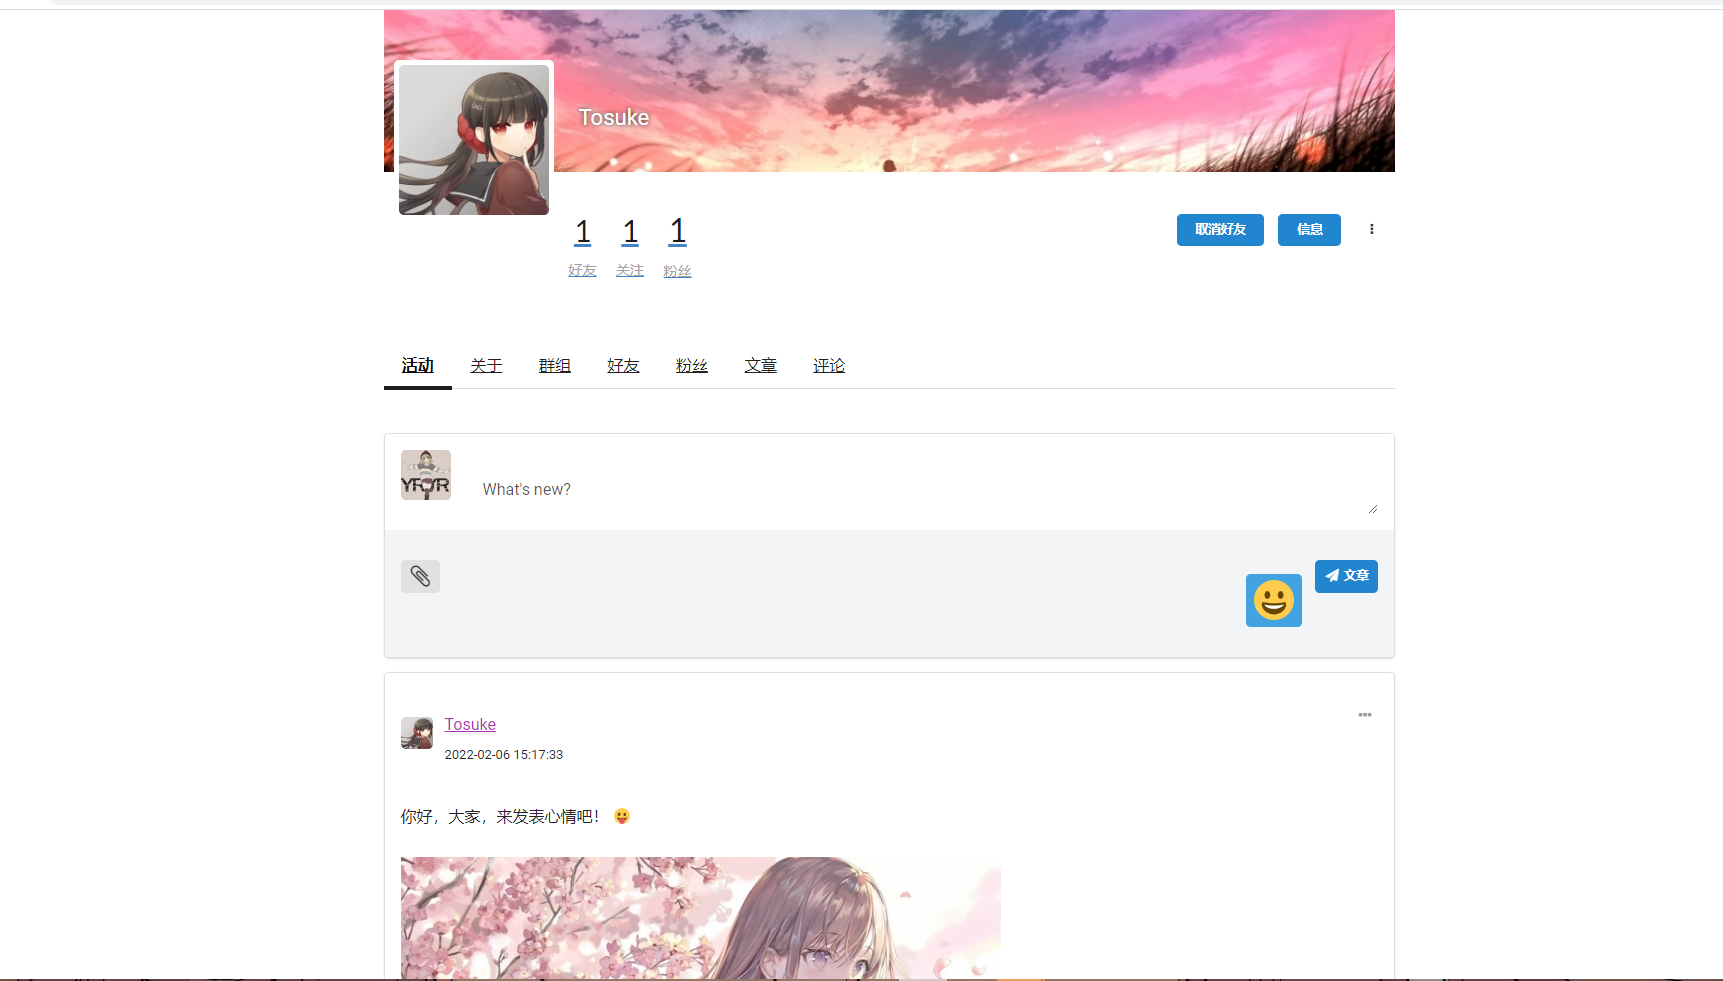 Tosuke
1 1 1
好友 关注 粉丝
取消好友 信息
活动 关于 群组 好友 粉丝 文章 评论
YRYR
What's new?
文章
Tosuke
2022-02-06 15:17:33
你好，大家，来发表心情吧！